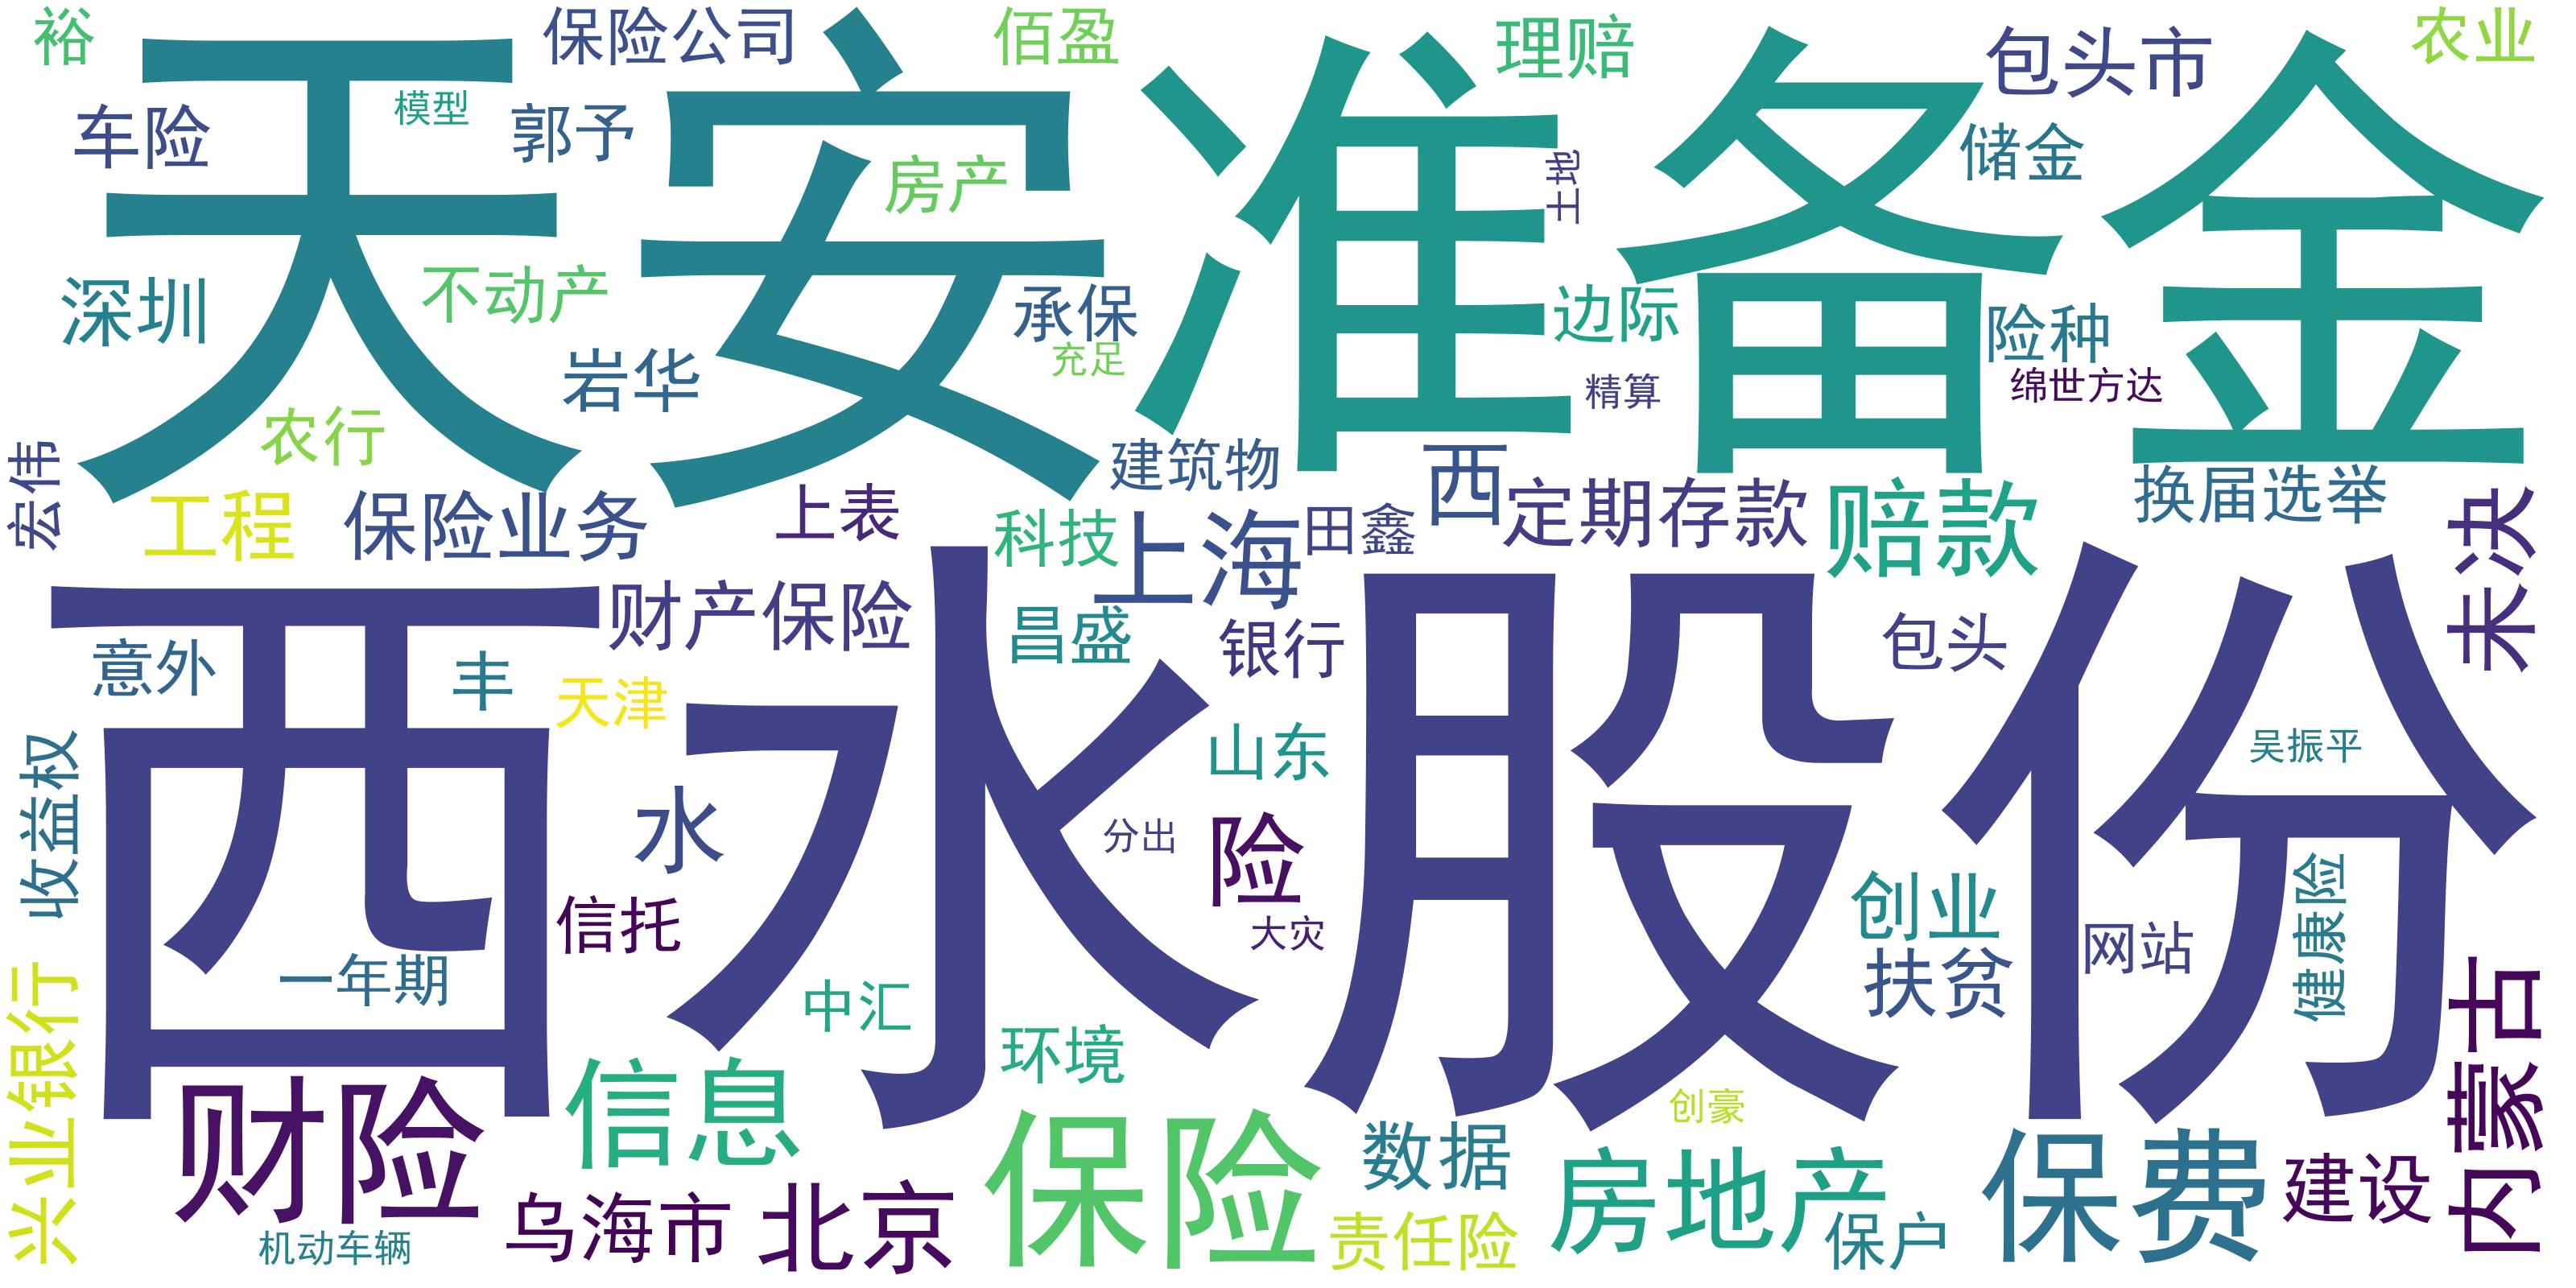 裕
保险公司
佰盈
理赔
包头市
农业
天安
准备金
车险
模型
郭予
房产
土地
储金
深圳
不动产
承保
边际
险种
岩华
充足
精算
绵世方达
农行
宏伟
建筑物
西
换届选举
工程
保险业务
上表
科技
上海
田鑫
定期存款
赔款
未决
西水股份
财产保险
昌盛
银行
包头
意外
丰
天津
山东
吴振平
收益权
水
分出
险
创业
健康险
信托
大灾
扶贫
网站
一年期
中汇
环境
内蒙古
兴业银行
财险
信息
保险
创豪
数据
房地产
保费
建设
乌海市
北京
责任险
保户
机动车辆